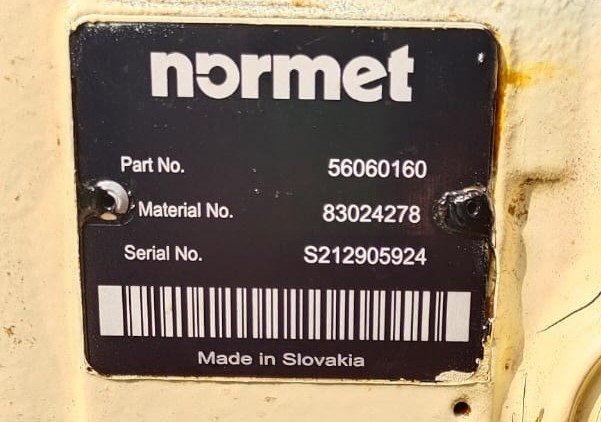 normet
Part No. 56060160
Material No. 83024278
Serial No. S212905924
Made in Slovakia